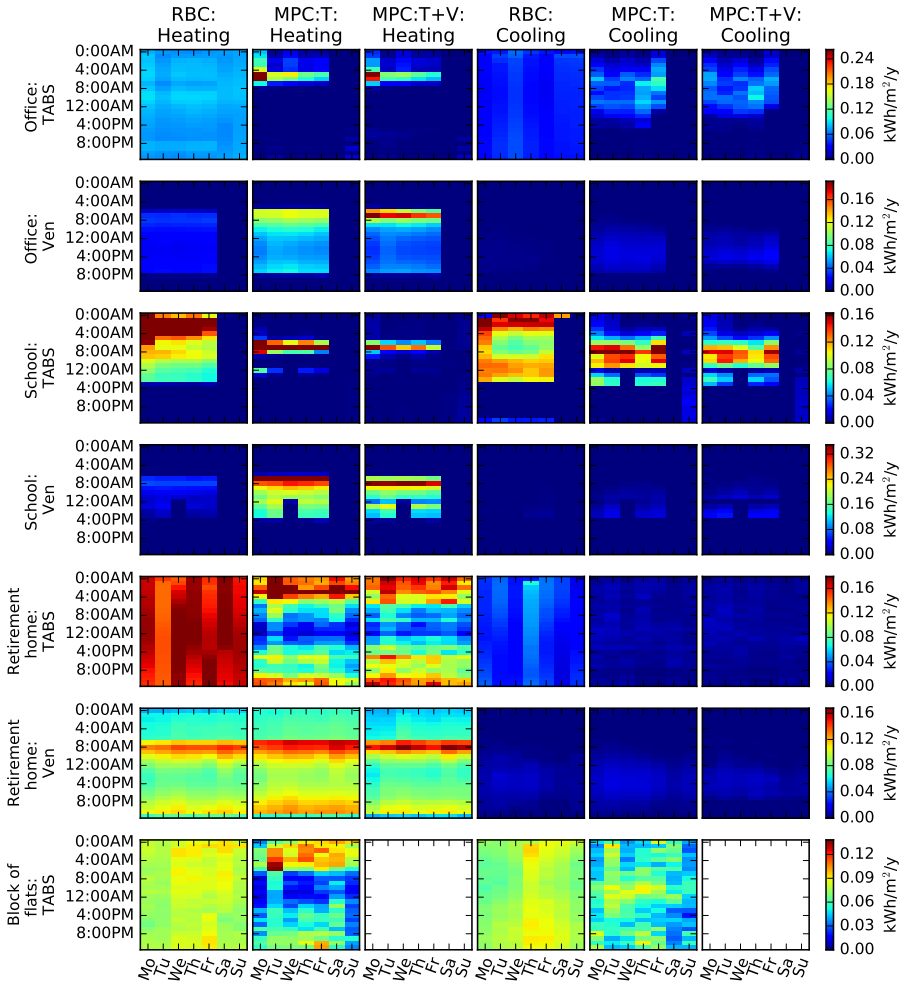 RBC:
Heating
MPC:T:
Heating
MPC:T+V:
Heating
RBC:
Cooling
MPC:T:
Cooling
MPC:T+V:
Cooling
Office:
TABS
0:00AM
4:00AM
8:00AM
12:00AM
4:00PM
8:00PM
0.24
0.18
0.12
0.06
0.00
kWh/m²/y
Office:
Ven
0:00AM
4:00AM
8:00AM
12:00AM
4:00PM
8:00PM
0.16
0.12
0.08
0.04
0.00
kWh/m²/y
School:
TABS
0:00AM
4:00AM
8:00AM
12:00AM
4:00PM
8:00PM
0.16
0.12
0.08
0.04
0.00
kWh/m²/y
School:
Ven
0:00AM
4:00AM
8:00AM
12:00AM
4:00PM
8:00PM
0.32
0.24
0.16
0.08
0.00
kWh/m²/y
Retirement
home:
TABS
0:00AM
4:00AM
8:00AM
12:00AM
4:00PM
8:00PM
0.16
0.12
0.08
0.04
0.00
kWh/m²/y
Retirement
home:
Ven
0:00AM
4:00AM
8:00AM
12:00AM
4:00PM
8:00PM
0.16
0.12
0.08
0.04
0.00
kWh/m²/y
Block of
flats:
TABS
0:00AM
4:00AM
8:00AM
12:00AM
4:00PM
8:00PM
0.12
0.09
0.06
0.03
0.00
kWh/m²/y
Mo Tu We Th Fr Sa Su
Mo Tu We Th Fr Sa Su
Mo Tu We Th Fr Sa Su
Mo Tu We Th Fr Sa Su
Mo Tu We Th Fr Sa Su
Mo Tu We Th Fr Sa Su